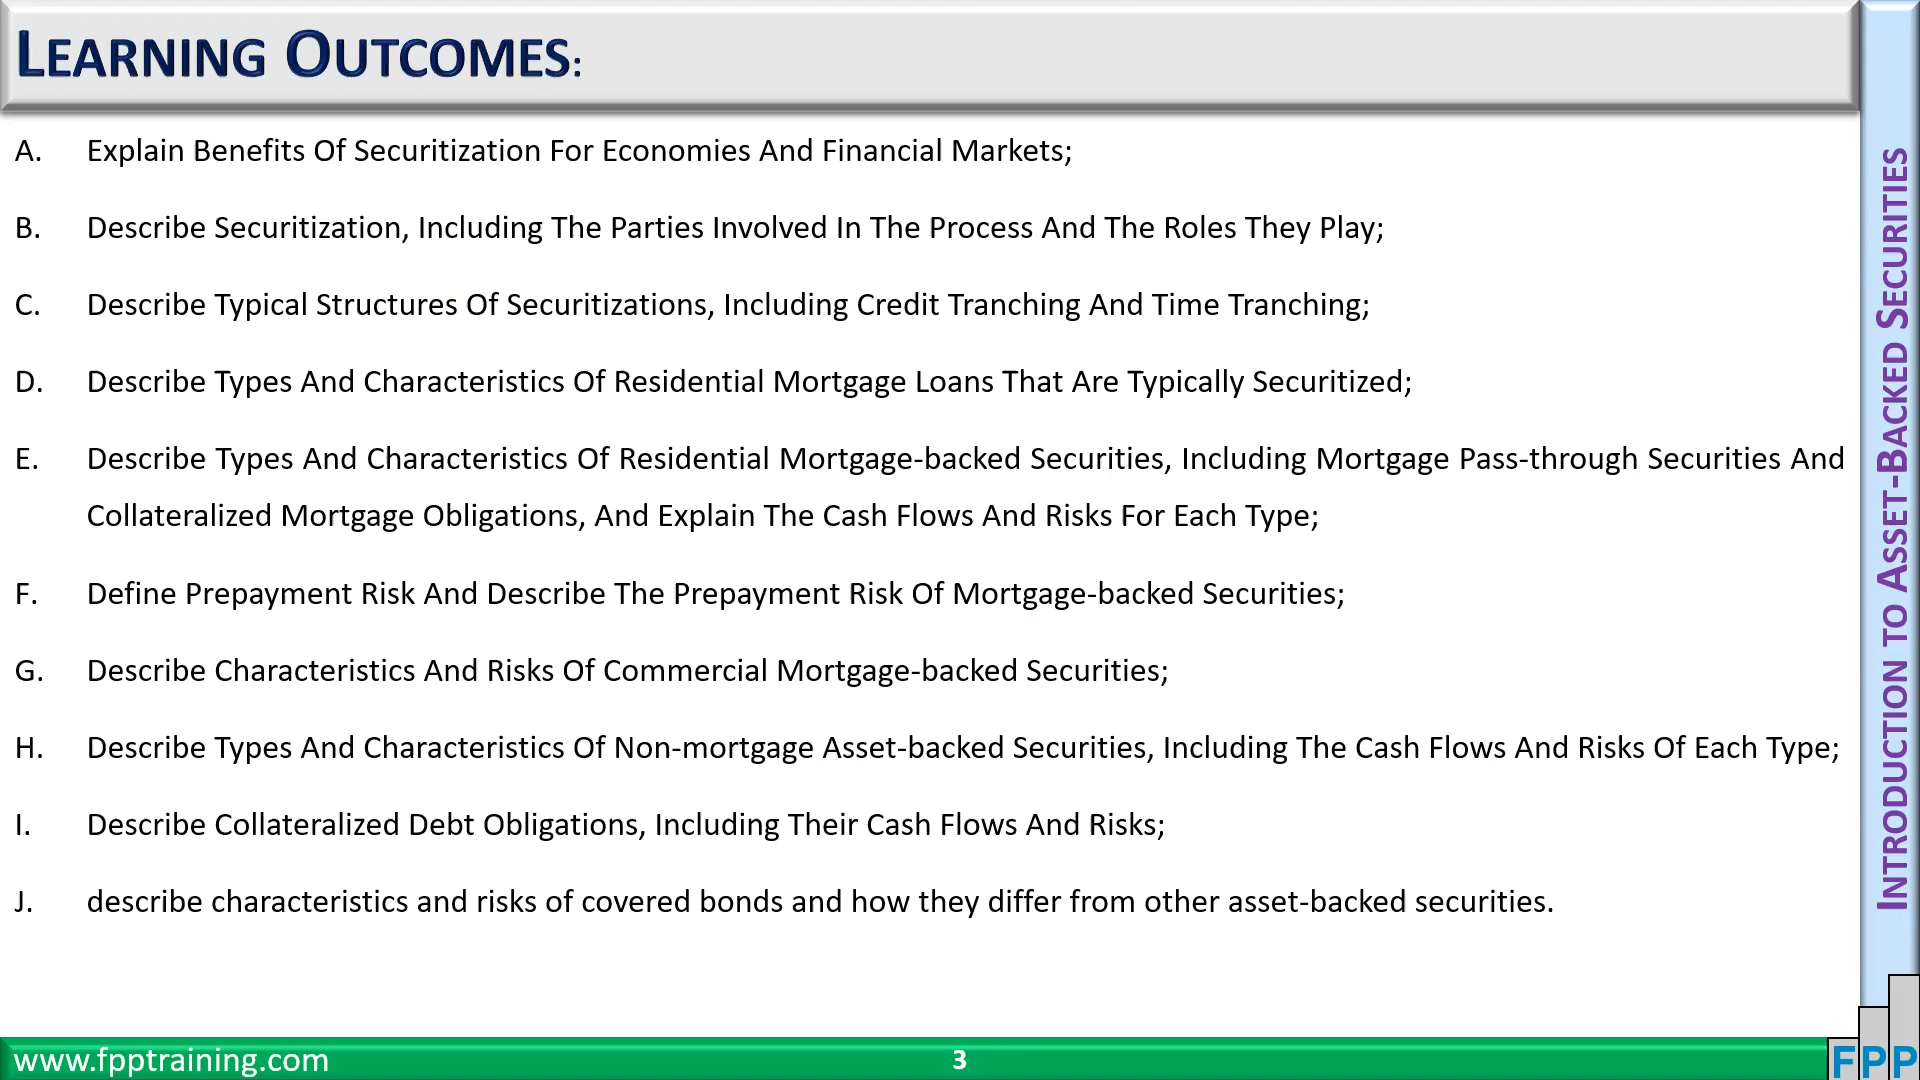 LEARNING OUTCOMES:
A. Explain Benefits Of Securitization For Economies And Financial Markets;
B. Describe Securitization, Including The Parties Involved In The Process And The Roles They Play;
C. Describe Typical Structures Of Securitizations, Including Credit Tranching And Time Tranching;
D. Describe Types And Characteristics Of Residential Mortgage Loans That Are Typically Securitized;
E. Describe Types And Characteristics Of Residential Mortgage-backed Securities, Including Mortgage Pass-through Securities And
Collateralized Mortgage Obligations, And Explain The Cash Flows And Risks For Each Type;
F. Define Prepayment Risk And Describe The Prepayment Risk Of Mortgage-backed Securities;
G. Describe Characteristics And Risks Of Commercial Mortgage-backed Securities;
H. Describe Types And Characteristics Of Non-mortgage Asset-backed Securities, Including The Cash Flows And Risks Of Each Type;
I. Describe Collateralized Debt Obligations, Including Their Cash Flows And Risks;
J. describe characteristics and risks of covered bonds and how they differ from other asset-backed securities.
INTRODUCTION TO ASSET-BACKED SECURITIES
www.fpptraining.com
3
FPP